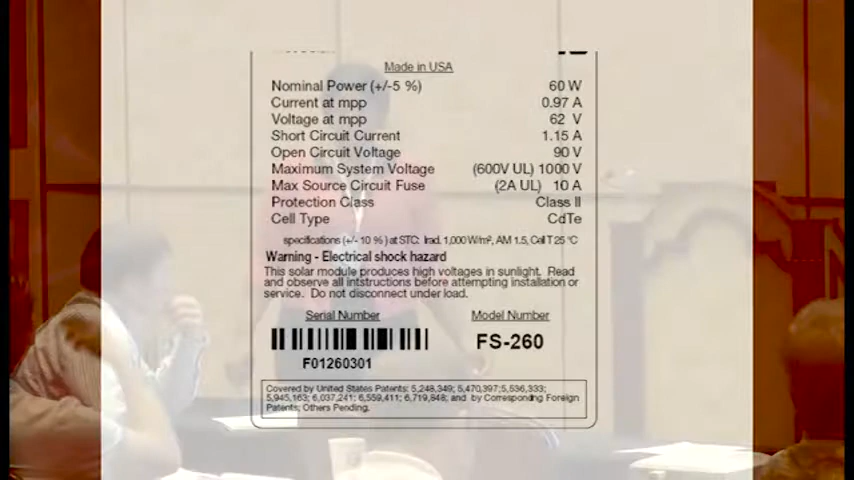 Made in USA
Nominal Power (+/-5 %) 60 W
Current at mpp 0.97 A
Voltage at mpp 62 V
Short Circuit Current 1.15 A
Open Circuit Voltage 90 V
Maximum System Voltage (600V UL) 1000 V
Max Source Circuit Fuse (2A UL) 10 A
Protection Class Class II
Cell Type CdTe
specifications (+/- 10 %) at STC: Irrad. 1,000 W/m², AM 1.5, Cell T 25 °C
Warning - Electrical shock hazard
This solar module produces high voltages in sunlight. Read
and observe all intstructions before attempting installation or
service. Do not disconnect under load.
Serial Number Model Number
FS-260
F01260301
Covered by United States Patents: 5,248,349; 5,470,397; 5,536,333;
5,945,163; 6,037,241; 6,559,411; 6,719,848; and by Corresponding Foreign
Patents; Others Pending.